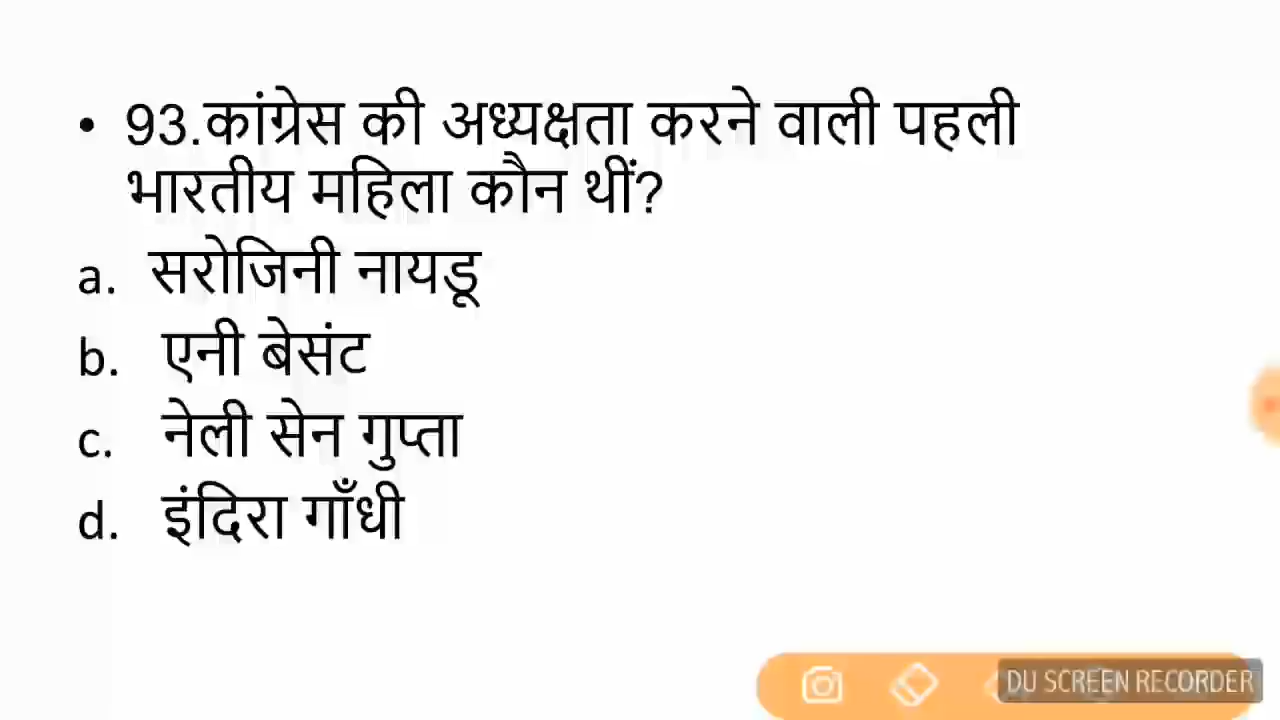 • 93.कांग्रेस की अध्यक्षता करने वाली पहली
भारतीय महिला कौन थीं?
a. सरोजिनी नायडू
b. एनी बेसंट
c. नेली सेन गुप्ता
d. इंदिरा गाँधी
DU SCREEN RECORDER